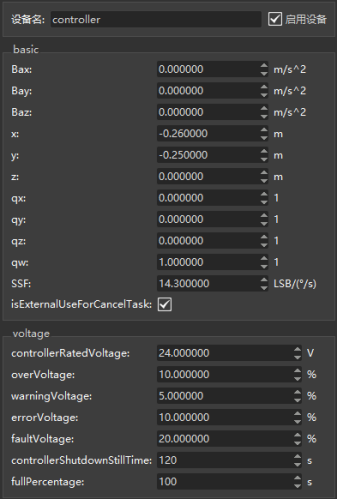 设备名: controller 启用设备
basic
Bax: 0.000000 m/s^2
Bay: 0.000000 m/s^2
Baz: 0.000000 m/s^2
x: -0.260000 m
y: -0.250000 m
z: 0.000000 m
qx: 0.000000 1
qy: 0.000000 1
qz: 0.000000 1
qw: 1.000000 1
SSF: 14.300000 LSB/(°/s)
isExternalUseForCancelTask:
voltage
controllerRatedVoltage: 24.000000 V
overVoltage: 10.000000 %
warningVoltage: 5.000000 %
errorVoltage: 10.000000 %
faultVoltage: 20.000000 %
controllerShutdownStillTime: 120 s
fullPercentage: 100 s